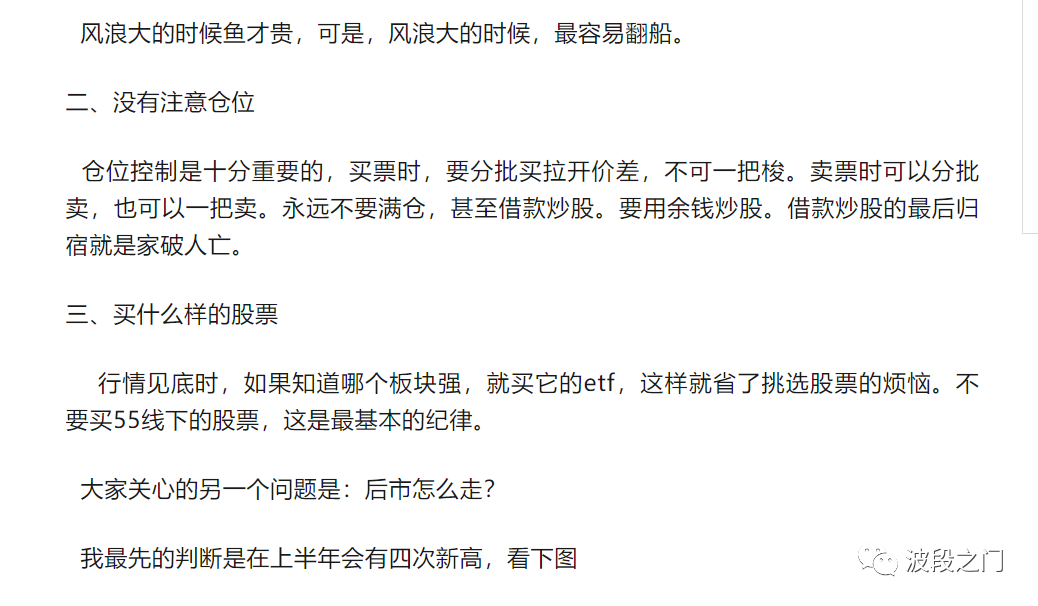 风浪大的时候鱼才贵，可是，风浪大的时候，最容易翻船。
二、没有注意仓位
仓位控制是十分重要的，买票时，要分批买拉开价差，不可一把梭。卖票时可以分批
卖，也可以一把卖。永远不要满仓，甚至借款炒股。要用余钱炒股。借款炒股的最后归
宿就是家破人亡。
三、买什么样的股票
行情见底时，如果知道哪个板块强，就买它的etf，这样就省了挑选股票的烦恼。不
要买55线下的股票，这是最基本的纪律。
大家关心的另一个问题是：后市怎么走？
我最先的判断是在上半年会有四次新高，看下图
波段之门